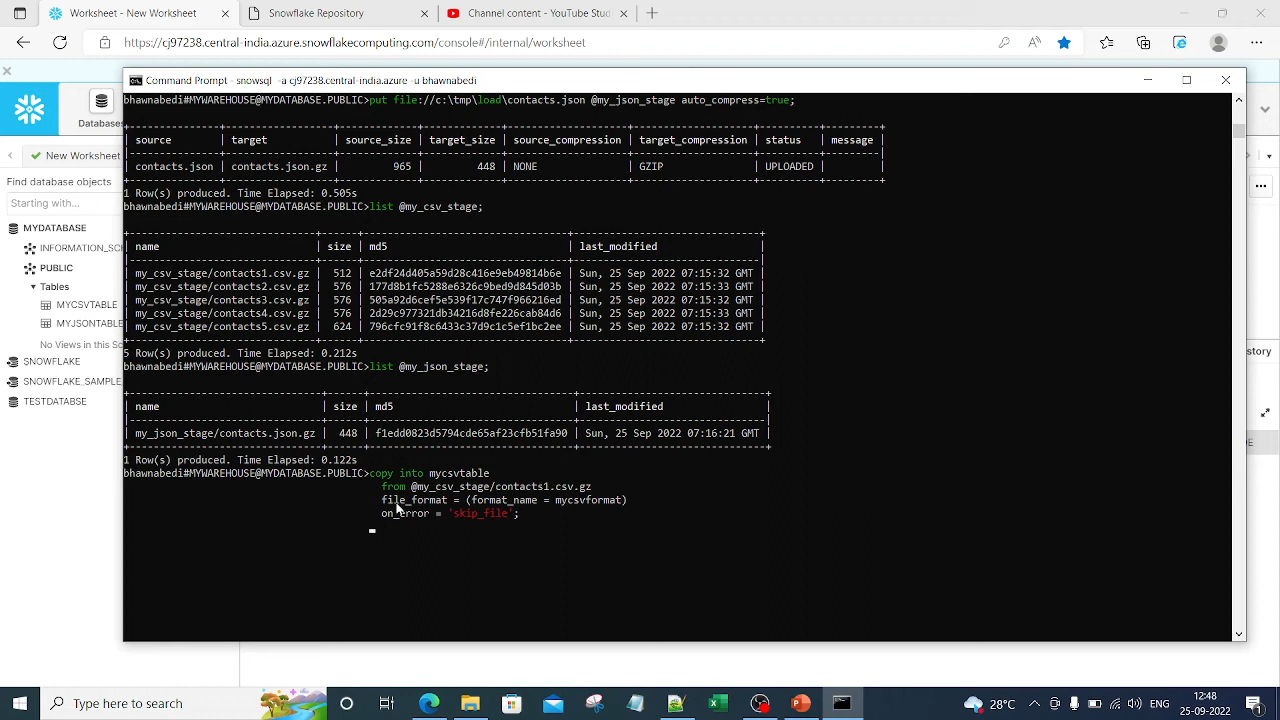 Worksheet - New Worksheet
Snowflake Repository
Channel content - YouTube Stud
https://cj97238.central-india.azure.snowflakecomputing.com/console#/internal/worksheet
Command Prompt - snowsql -a cj97238.central-india.azure -u bhawnabedi
Databases
New Worksheet
Find database objects
Starting with...
MYDATABASE
INFORMATION_SCH
PUBLIC
Tables
MYCSVTABLE
MYJSONTABLE
No Views in this Sc
SNOWFLAKE
SNOWFLAKE_SAMPLE_
TESTDATABSE
bhawnabedi#MYWAREHOUSE@MYDATABASE.PUBLIC>put file://c:\tmp\load\contacts.json @my_json_stage auto_compress=true;
| source | target | source_size | target_size | source_compression | target_compression | status | message |
| contacts.json | contacts.json.gz | 965 | 448 | NONE | GZIP | UPLOADED | |
1 Row(s) produced. Time Elapsed: 0.505s
bhawnabedi#MYWAREHOUSE@MYDATABASE.PUBLIC>list @my_csv_stage;
| name | size | md5 | last_modified |
| my_csv_stage/contacts1.csv.gz | 512 | e2df24d405a59d28c416e9eb49814b6e | Sun, 25 Sep 2022 07:15:32 GMT |
| my_csv_stage/contacts2.csv.gz | 576 | 177d8b1fc5288e6326c9bed9d845d03b | Sun, 25 Sep 2022 07:15:33 GMT |
| my_csv_stage/contacts3.csv.gz | 576 | 505a92d6cef5e539f17c747f966216ed | Sun, 25 Sep 2022 07:15:32 GMT |
| my_csv_stage/contacts4.csv.gz | 576 | 2d29c977321db34216d8fe226cab84d6 | Sun, 25 Sep 2022 07:15:33 GMT |
| my_csv_stage/contacts5.csv.gz | 624 | 796cfc91f8c6433c37d9c1c5ef1bc2ee | Sun, 25 Sep 2022 07:15:32 GMT |
5 Row(s) produced. Time Elapsed: 0.212s
bhawnabedi#MYWAREHOUSE@MYDATABASE.PUBLIC>list @my_json_stage;
| name | size | md5 | last_modified |
| my_json_stage/contacts.json.gz | 448 | f1edd0823d5794cde65af23cfb51fa90 | Sun, 25 Sep 2022 07:16:21 GMT |
1 Row(s) produced. Time Elapsed: 0.122s
bhawnabedi#MYWAREHOUSE@MYDATABASE.PUBLIC>copy into mycsvtable
from @my_csv_stage/contacts1.csv.gz
file_format = (format_name = mycsvformat)
on_error = 'skip_file';
story
E
Type here to search
28°C
ENG
12:48
25-09-2022